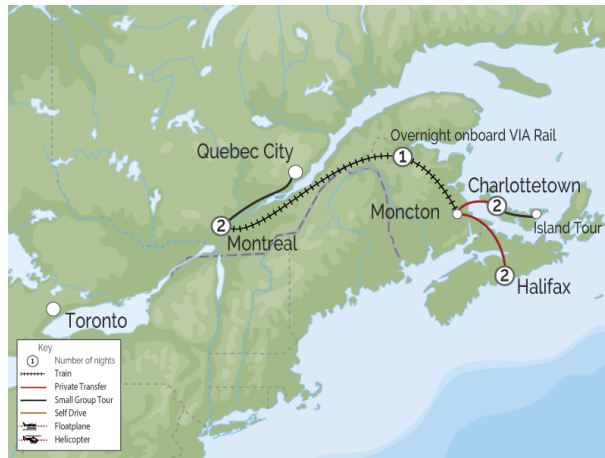 Overnight onboard VIA Rail
1
Quebec City
Charlottetown
2
Moncton
Island Tour
2
Montreal
2
Halifax
Toronto
Key
1 Number of nights
Train
Private Transfer
Small Group Tour
Self Drive
Floatplane
Helicopter